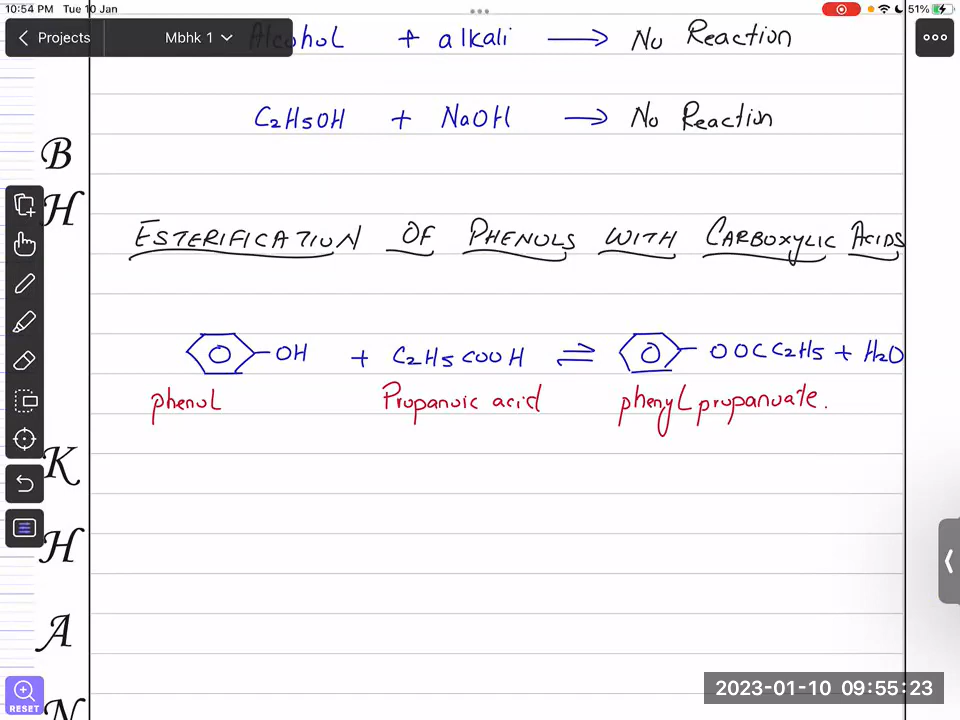 10:54 PM Tue 10 Jan 51%
Projects Mbhk 1
Alcohol + alkali → No Reaction
C2H5OH + NaOH → No Reaction
B
H
ESTERIFICATION OF PHENOLS WITH CARBOXYLIC ACIDS
OH + C2H5COOH ⇌ OOCC2H5 + H2O
phenol Propanoic acid phenyl propanoate.
K
H
A
N
RESET
2023-01-10 09:55:23